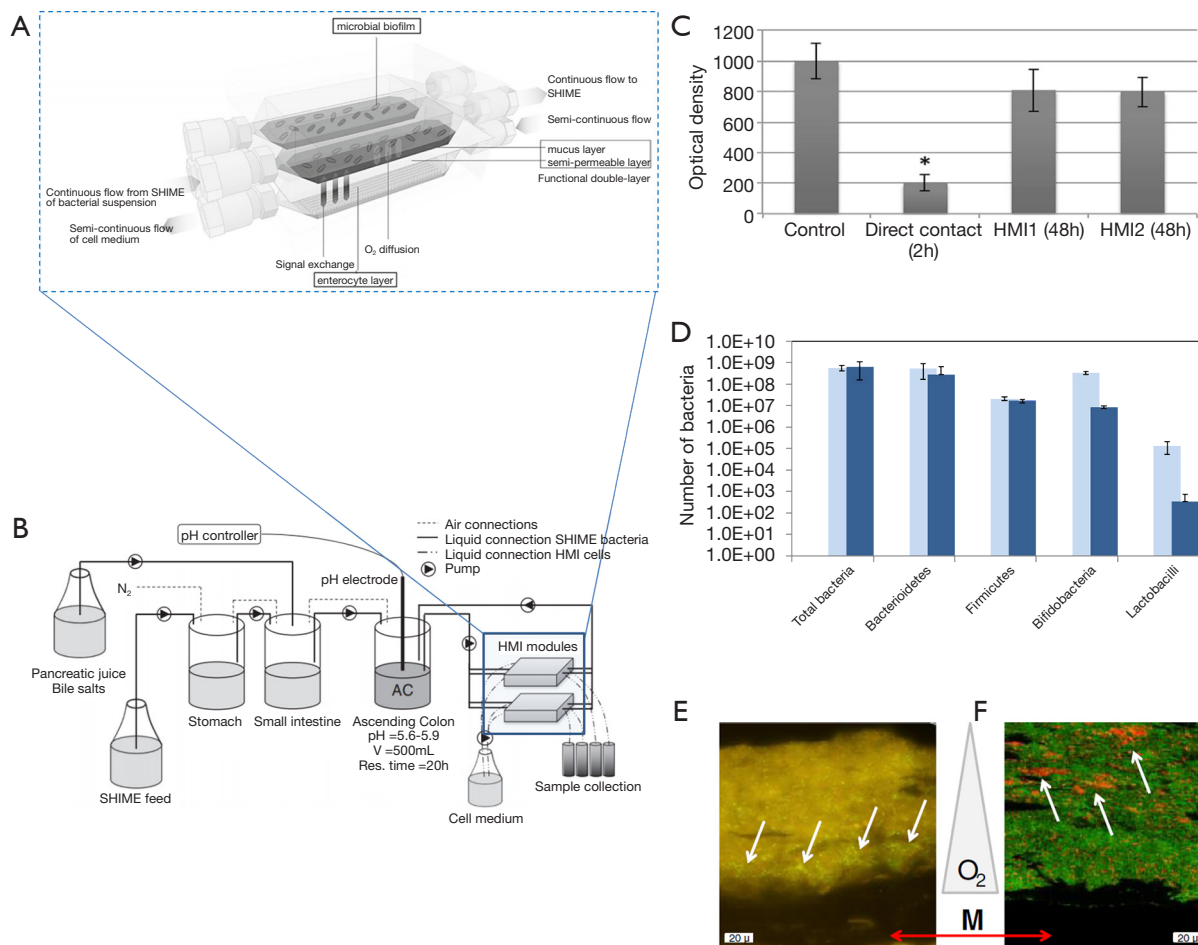 A
microbial biofilm
Continuous flow to
SHIME
Semi-continuous flow
mucus layer
semi-permeable layer
Functional double-layer
Continuous flow from SHIME
of bacterial suspension
Semi-continuous flow
of cell medium
O2 diffusion
Signal exchange
enterocyte layer
B
pH controller
Air connections
Liquid connection SHIME bacteria
Liquid connection HMI cells
Pump
pH electrode
N2
HMI modules
AC
Pancreatic juice
Bile salts
Stomach
Small intestine
Ascending Colon
pH =5.6-5.9
V =500mL
Res. time =20h
SHIME feed
Cell medium
Sample collection
C
Optical density
1200
1000
800
600
400
200
0
*
Control
Direct contact
(2h)
HMI1 (48h)
HMI2 (48h)
D
Number of bacteria
1.0E+10
1.0E+09
1.0E+08
1.0E+07
1.0E+06
1.0E+05
1.0E+04
1.0E+03
1.0E+02
1.0E+01
1.0E+00
Total bacteria
Bacterioidetes
Firmicutes
Bifidobacteria
Lactobacilli
E
F
O2
M
20 µ
20 µ